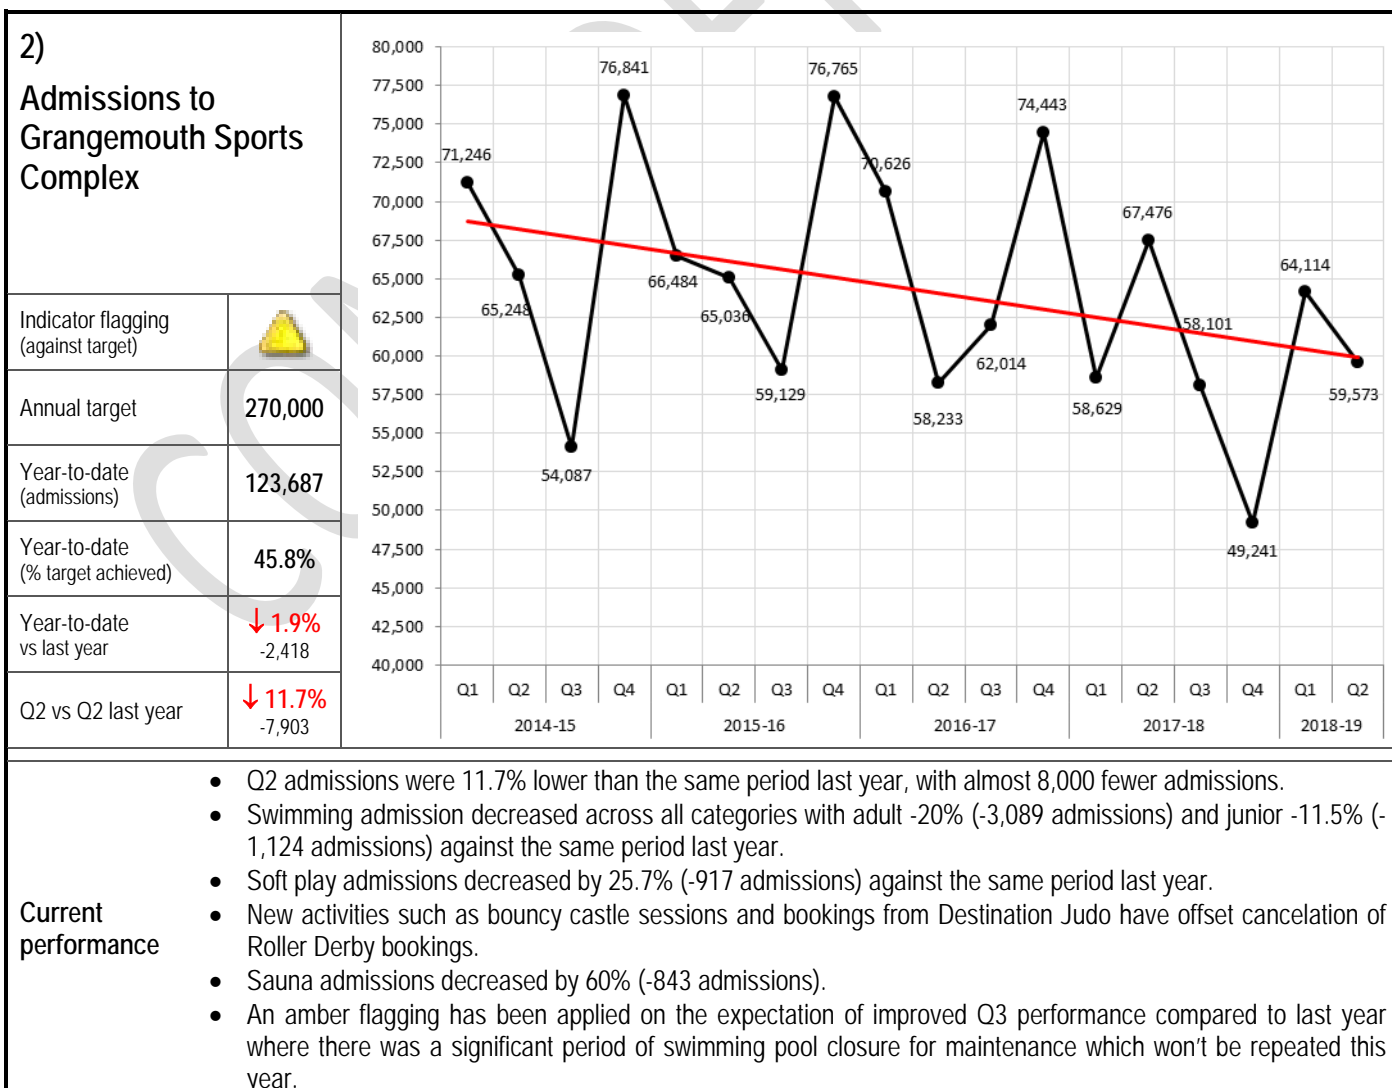 2)
Admissions to
Grangemouth Sports
Complex
Indicator flagging
(against target)
Annual target
270,000
Year-to-date
(admissions)
123,687
Year-to-date
(% target achieved)
45.8%
Year-to-date
vs last year
↓ 1.9%
-2,418
Q2 vs Q2 last year
↓ 11.7%
-7,903
80,000
77,500
75,000
72,500
70,000
67,500
65,000
62,500
60,000
57,500
55,000
52,500
50,000
47,500
45,000
42,500
40,000
71,246
65,248
54,087
76,841
66,484
65,036
59,129
76,765
70,626
58,233
62,014
74,443
58,629
67,476
58,101
49,241
64,114
59,573
Q1 Q2 Q3 Q4 Q1 Q2 Q3 Q4 Q1 Q2 Q3 Q4 Q1 Q2 Q3 Q4 Q1 Q2
2014-15 2015-16 2016-17 2017-18 2018-19
Current
performance
• Q2 admissions were 11.7% lower than the same period last year, with almost 8,000 fewer admissions.
• Swimming admission decreased across all categories with adult -20% (-3,089 admissions) and junior -11.5% (-
1,124 admissions) against the same period last year.
• Soft play admissions decreased by 25.7% (-917 admissions) against the same period last year.
• New activities such as bouncy castle sessions and bookings from Destination Judo have offset cancelation of
Roller Derby bookings.
• Sauna admissions decreased by 60% (-843 admissions).
• An amber flagging has been applied on the expectation of improved Q3 performance compared to last year
where there was a significant period of swimming pool closure for maintenance which won't be repeated this
year.